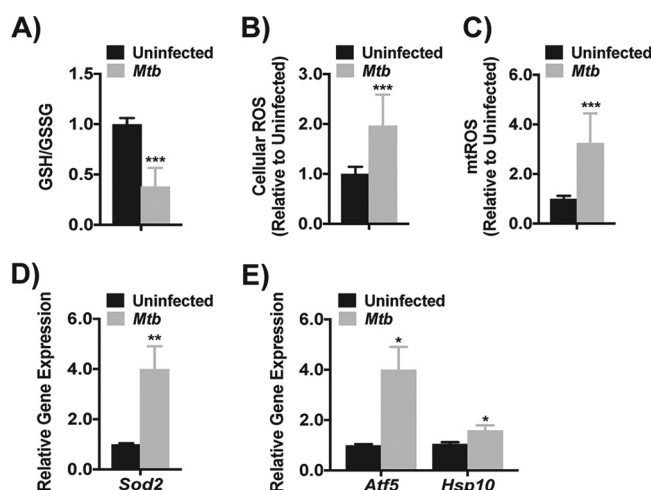 A)
Uninfected
Mtb
GSH/GSSG
1.5
1.0
0.5
0.0
***
B)
Uninfected
Mtb
Cellular ROS
(Relative to Uninfected)
3.0
2.0
1.0
0.0
***
C)
Uninfected
Mtb
mtROS
(Relative to Uninfected)
6.0
4.0
2.0
0.0
***
D)
Uninfected
Mtb
Relative Gene Expression
6.0
4.0
2.0
0.0
**
Sod2
E)
Uninfected
Mtb
Relative Gene Expression
6.0
4.0
2.0
0.0
*
*
Atf5 Hsp10